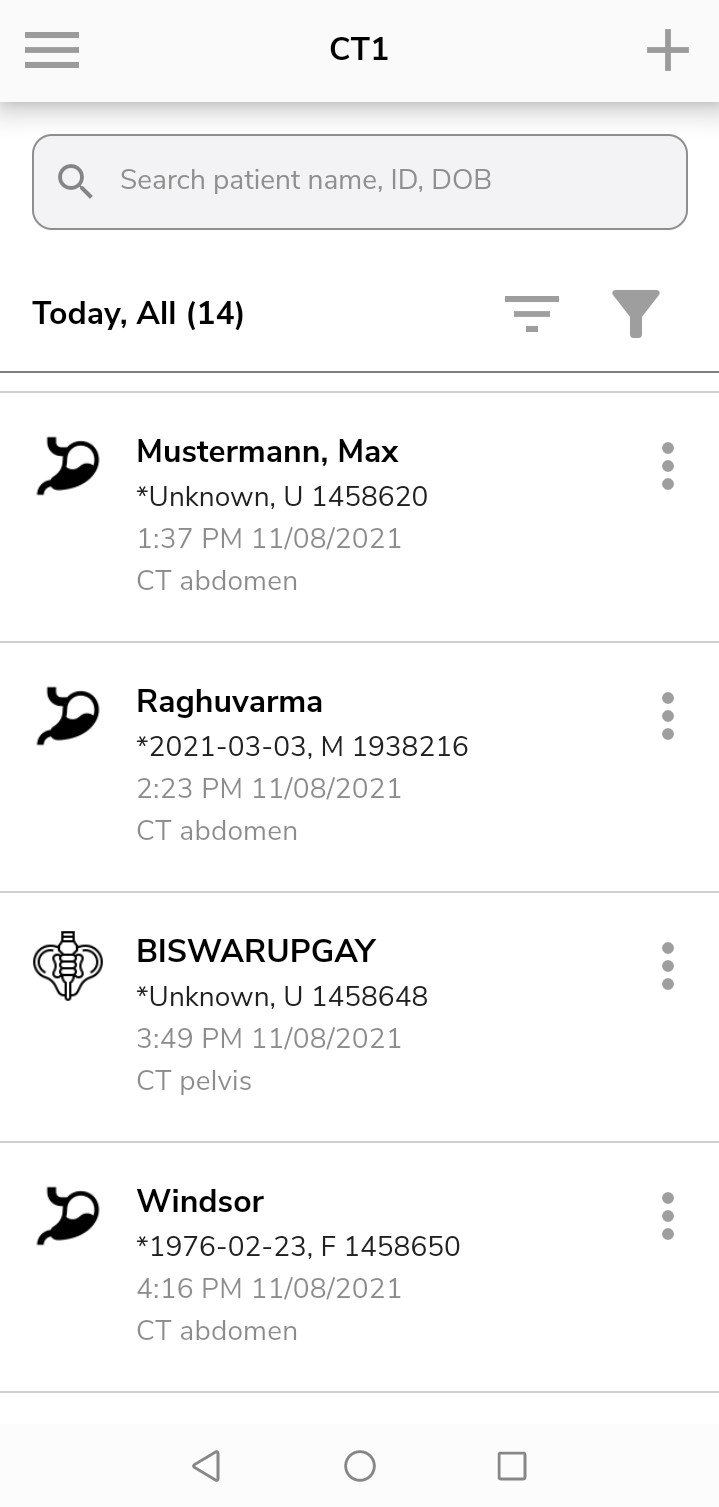 CT1
Search patient name, ID, DOB
Today, All (14)
Mustermann, Max
*Unknown, U 1458620
1:37 PM 11/08/2021
CT abdomen
Raghuvarma
*2021-03-03, M 1938216
2:23 PM 11/08/2021
CT abdomen
BISWARUPGAY
*Unknown, U 1458648
3:49 PM 11/08/2021
CT pelvis
Windsor
*1976-02-23, F 1458650
4:16 PM 11/08/2021
CT abdomen